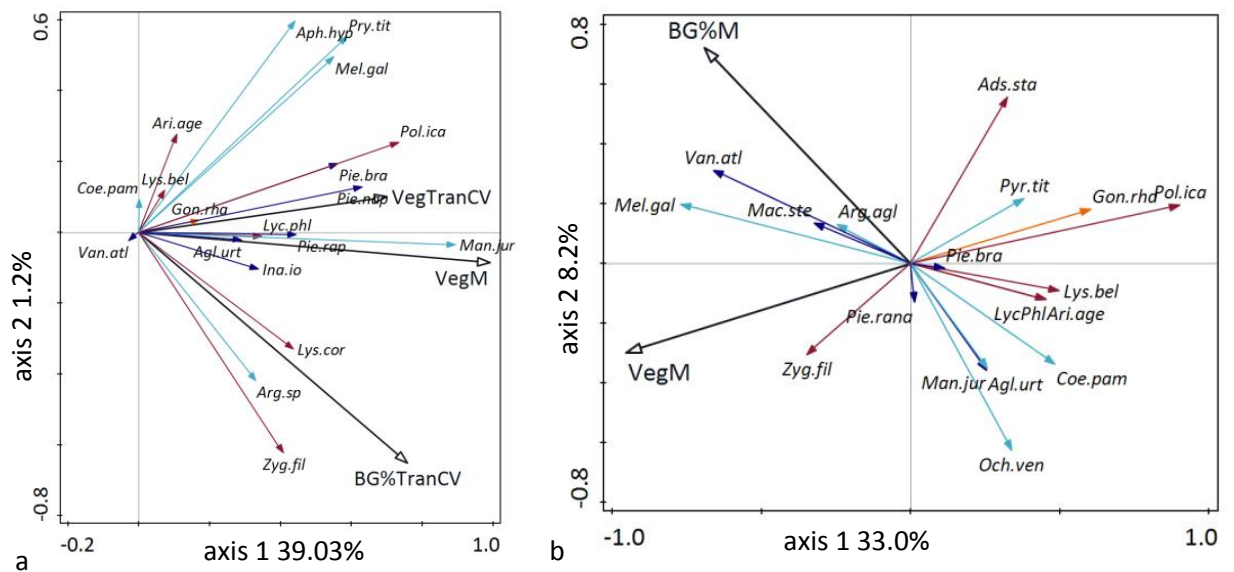 0.6
Aph.hyp
Pry.tit
Mel.gal
Ari.age
Pol.ica
Coe.pam
Lys.bel
Pie.bra
Pie.nap
VegTranCV
Gon.rha
Lyc.phl
Van.atl
Agl.urt
Pie.rap
Man.jur
Ina.io
VegM
Lys.cor
Arg.sp
Zyg.fil
BG%TranCV
-0.8
axis 2 1.2%
-0.2
axis 1 39.03%
1.0
a
0.8
BG%M
Ads.sta
Van.atl
Pyr.tit
Mel.gal
Mac.ste
Arg.agl
Gon.rhd
Pol.ica
Pie.bra
Lys.bel
Pie.rana
LycPhlAri.age
VegM
Zyg.fil
Man.jur
Agl.urt
Coe.pam
Och.ven
-0.8
axis 2 8.2%
-1.0
axis 1 33.0%
1.0
b